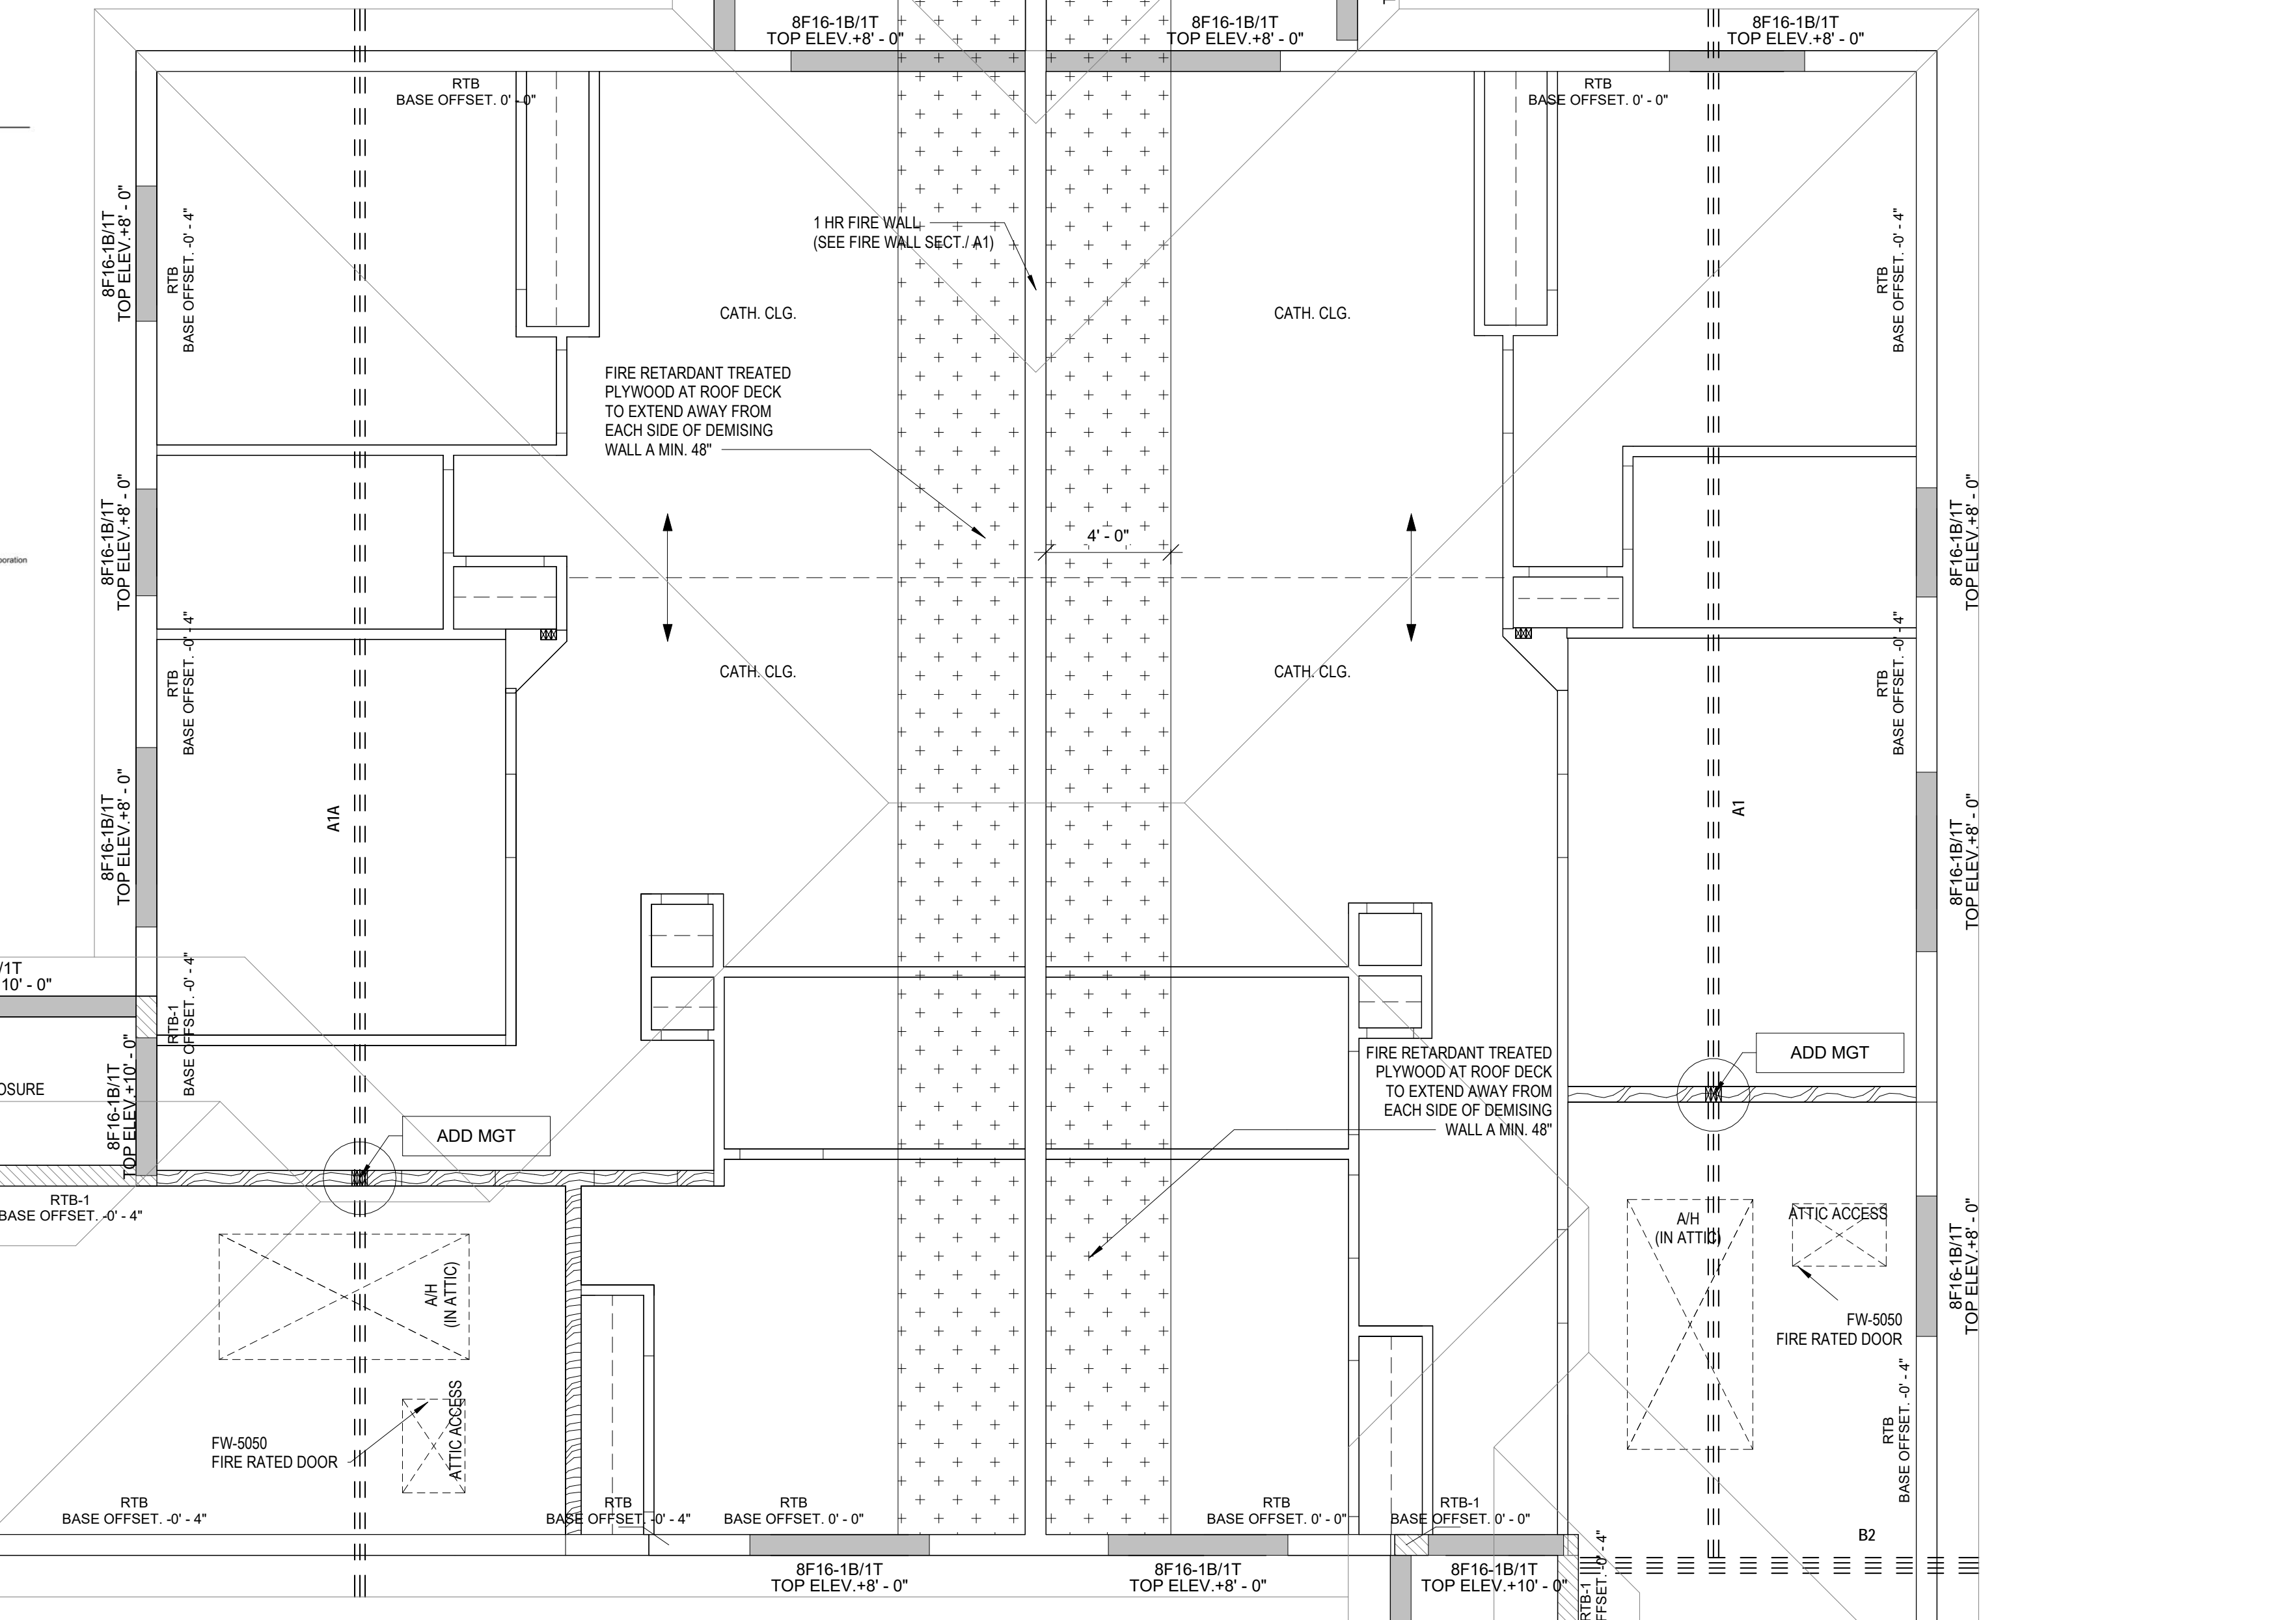 8F16-1B/1T
TOP ELEV.+8' - 0"
8F16-1B/1T
TOP ELEV.+8' - 0"
8F16-1B/1T
TOP ELEV.+8' - 0"
RTB
BASE OFFSET. 0' - 0"
RTB
BASE OFFSET. 0' - 0"
8F16-1B/1T
TOP ELEV.+8' - 0"
RTB
BASE OFFSET. -0' - 4"
1 HR FIRE WALL
(SEE FIRE WALL SECT./ A1)
RTB
BASE OFFSET. -0' - 4"
CATH. CLG.
CATH. CLG.
FIRE RETARDANT TREATED
PLYWOOD AT ROOF DECK
TO EXTEND AWAY FROM
EACH SIDE OF DEMISING
WALL A MIN. 48"
8F16-1B/1T
TOP ELEV.+8' - 0"
4' - 0"
8F16-1B/1T
TOP ELEV.+8' - 0"
poration
RTB
BASE OFFSET. -0' - 4"
CATH. CLG.
CATH. CLG.
RTB
BASE OFFSET. -0' - 4"
8F16-1B/1T
TOP ELEV.+8' - 0"
A1A
A1
8F16-1B/1T
TOP ELEV.+8' - 0"
/1T
10' - 0"
RTB-1
BASE OFFSET. -0' - 4"
8F16-1B/1T
TOP ELEV.+10' - 0"
OSURE
ADD MGT
FIRE RETARDANT TREATED
PLYWOOD AT ROOF DECK
TO EXTEND AWAY FROM
EACH SIDE OF DEMISING
WALL A MIN. 48"
ADD MGT
RTB-1
BASE OFFSET. -0' - 4"
A/H
(IN ATTIC)
A/H
(IN ATTIC)
ATTIC ACCESS
8F16-1B/1T
TOP ELEV.+8' - 0"
FW-5050
FIRE RATED DOOR
ATTIC ACCESS
FW-5050
FIRE RATED DOOR
RTB
BASE OFFSET. -0' - 4"
RTB
BASE OFFSET. -0' - 4"
RTB
BASE OFFSET. -0' - 4"
RTB
BASE OFFSET. 0' - 0"
RTB
BASE OFFSET. 0' - 0"
RTB-1
BASE OFFSET. 0' - 0"
B2
8F16-1B/1T
TOP ELEV.+8' - 0"
8F16-1B/1T
TOP ELEV.+8' - 0"
8F16-1B/1T
TOP ELEV.+10' - 0"
RTB-1
FFSET. -0' - 4"